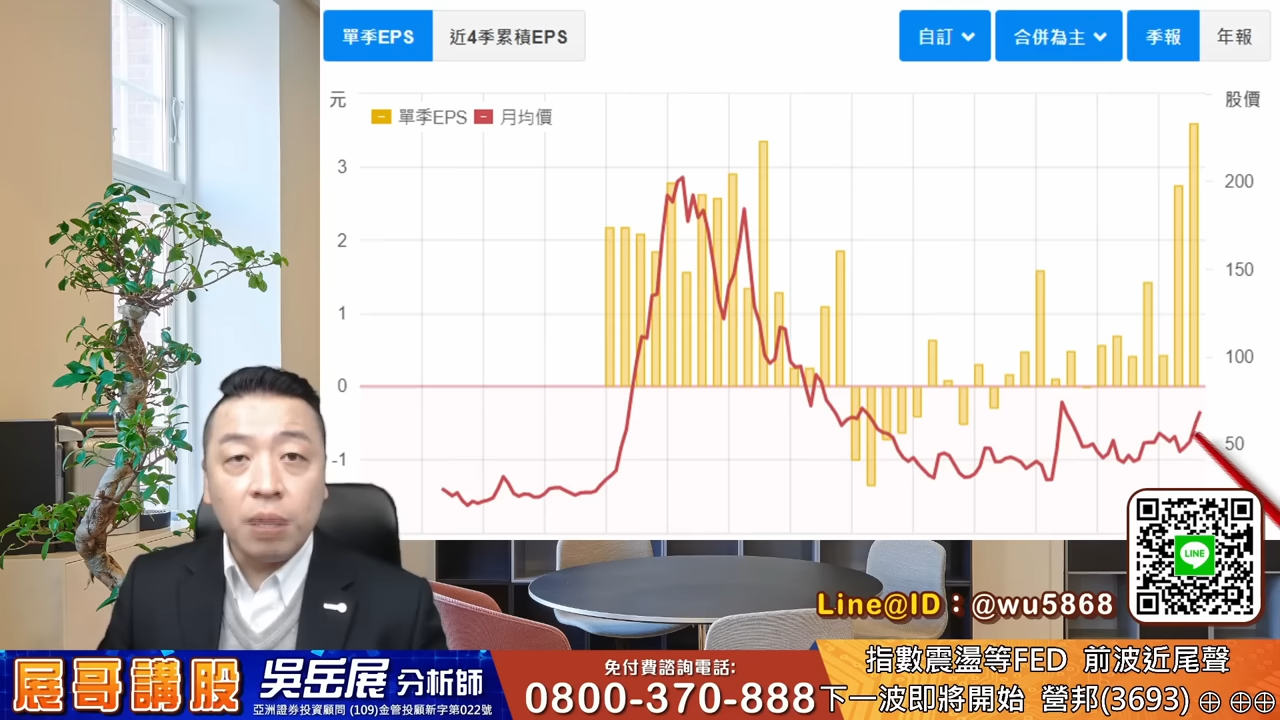 單季EPS 近4季累積EPS 自訂 合併為主 季報 年報
元 股價
單季EPS 月均價
3
2
1
0
-1
200
150
100
50
LINE
Line@ID：@wu5868
展哥講股 吳岳展 分析師
亞洲證券投資顧問 (109)金管投顧新字第022號
免付費諮詢電話:
0800-370-888
指數震盪等FED 前波近尾聲
下一波即將開始 營邦(3693)